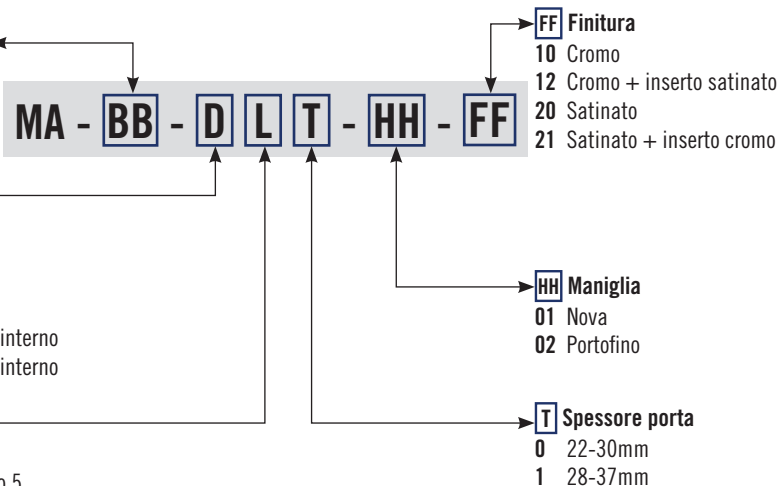 FF Finitura
10 Cromo
12 Cromo + inserto satinato
20 Satinato
21 Satinato + inserto cromo
MA - BB - D L T - HH - FF
HH Maniglia
01 Nova
02 Portofino
interno
interno
T Spessore porta
0 22-30mm
1 28-37mm
5